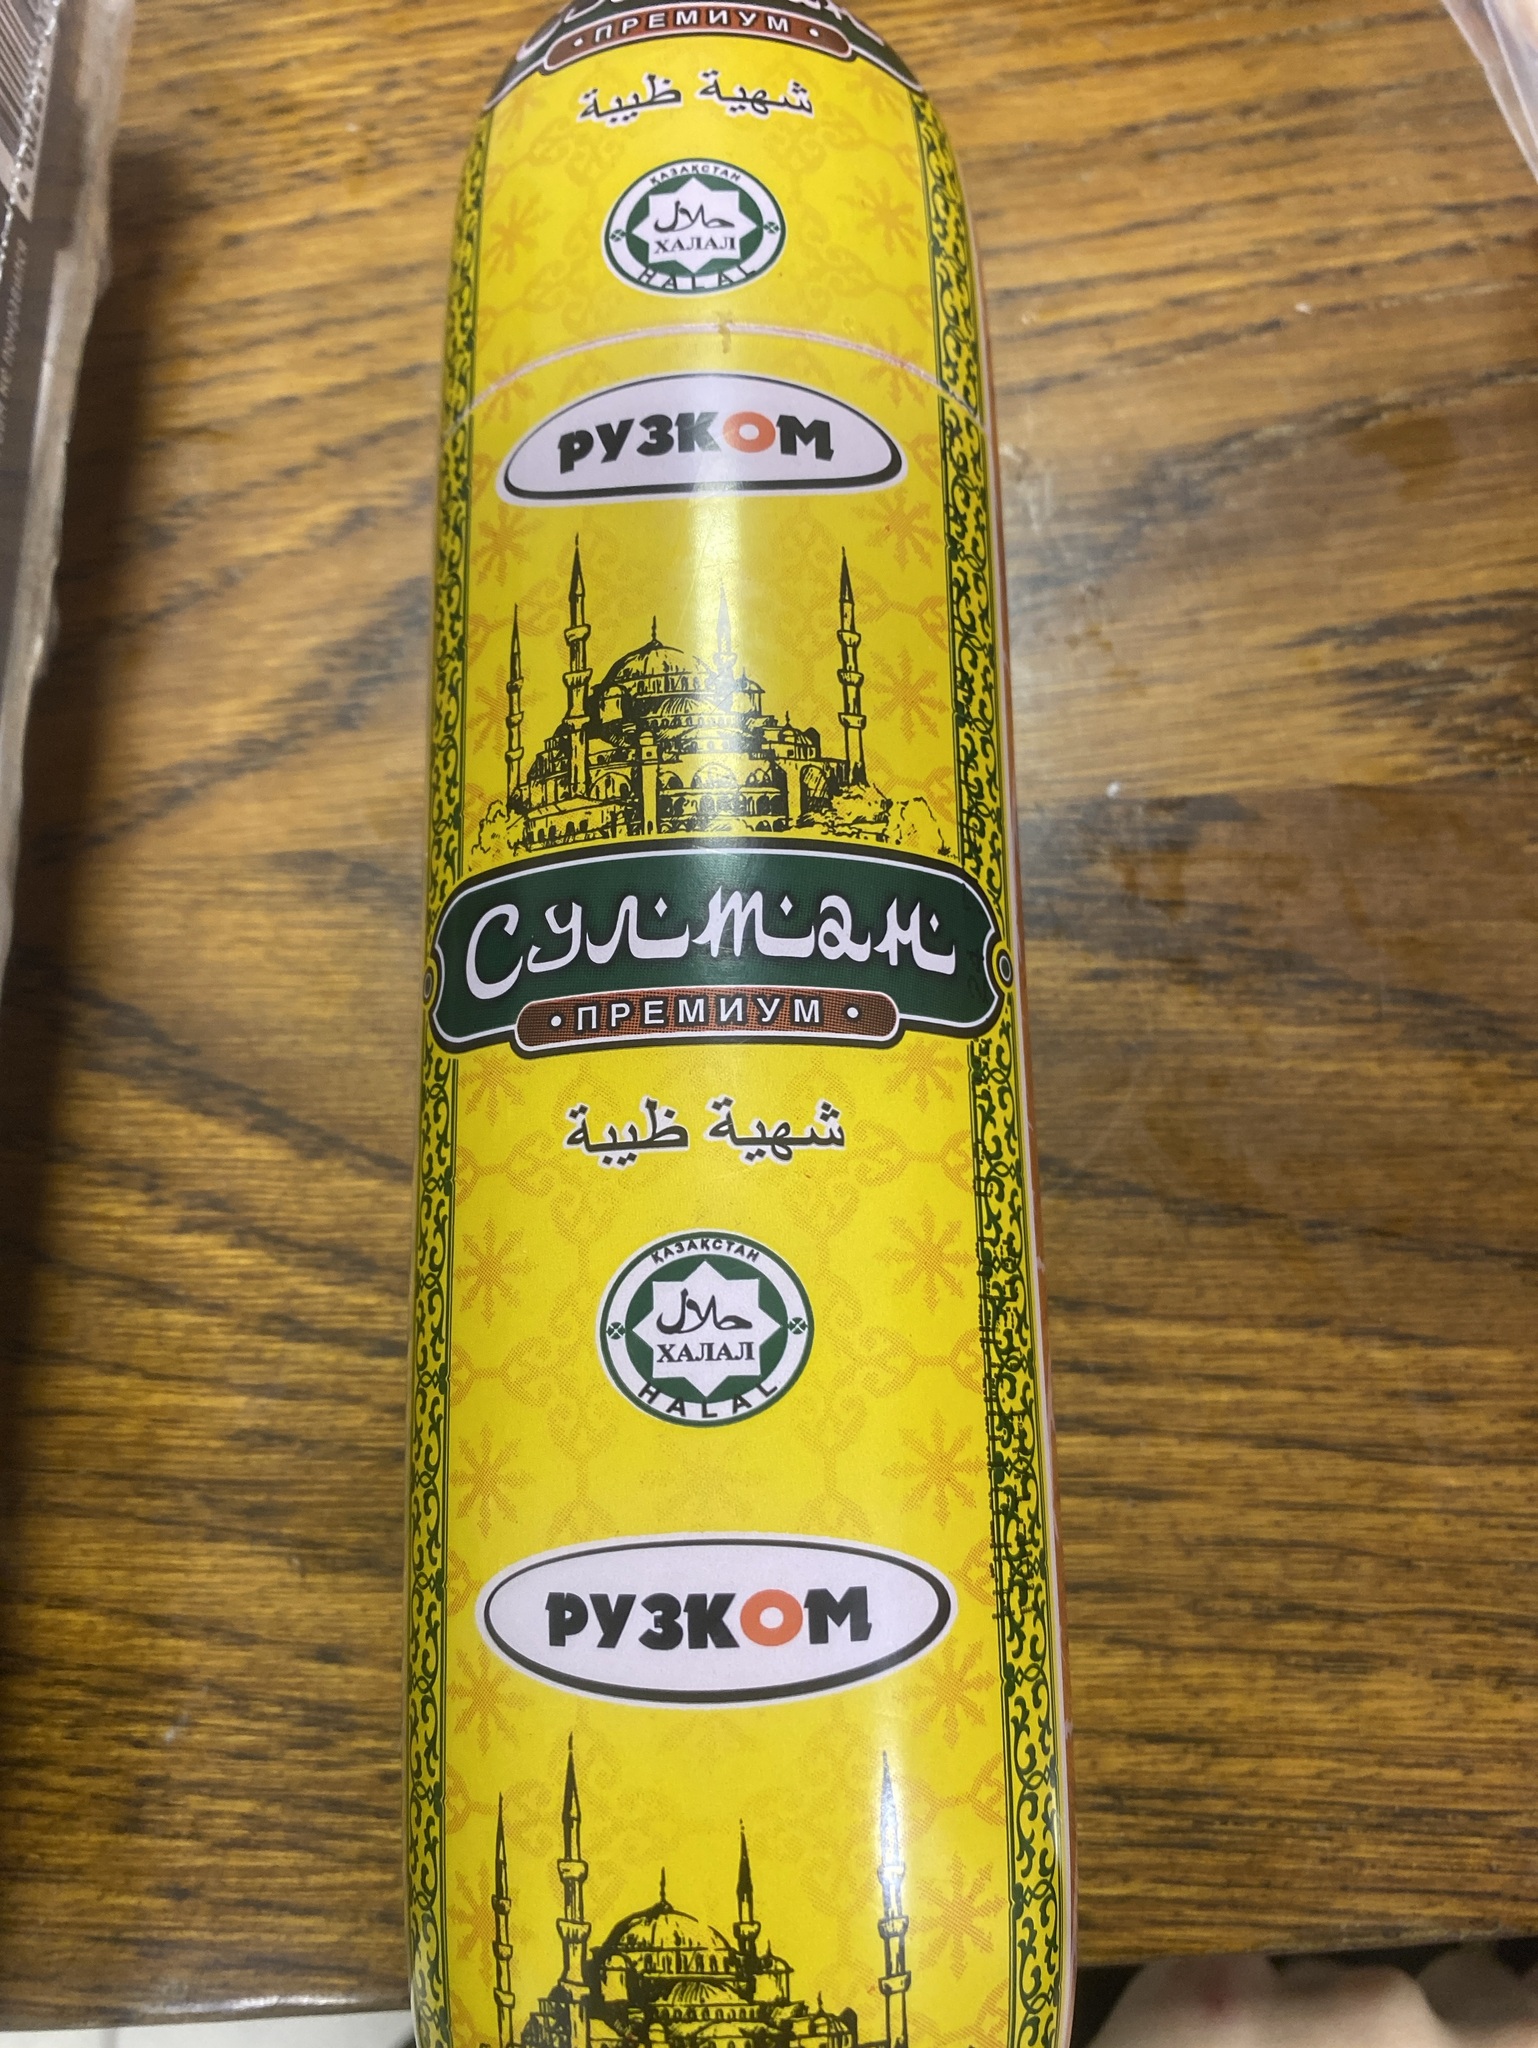 • ПРЕМИУМ •
شهية ظيبة
ҚАЗАҚСТАН
حلال
ХАЛАЛ
HALAL
РУЗКОМ
Султан
• ПРЕМИУМ •
شهية ظيبة
ҚАЗАҚСТАН
حلال
ХАЛАЛ
HALAL
РУЗКОМ